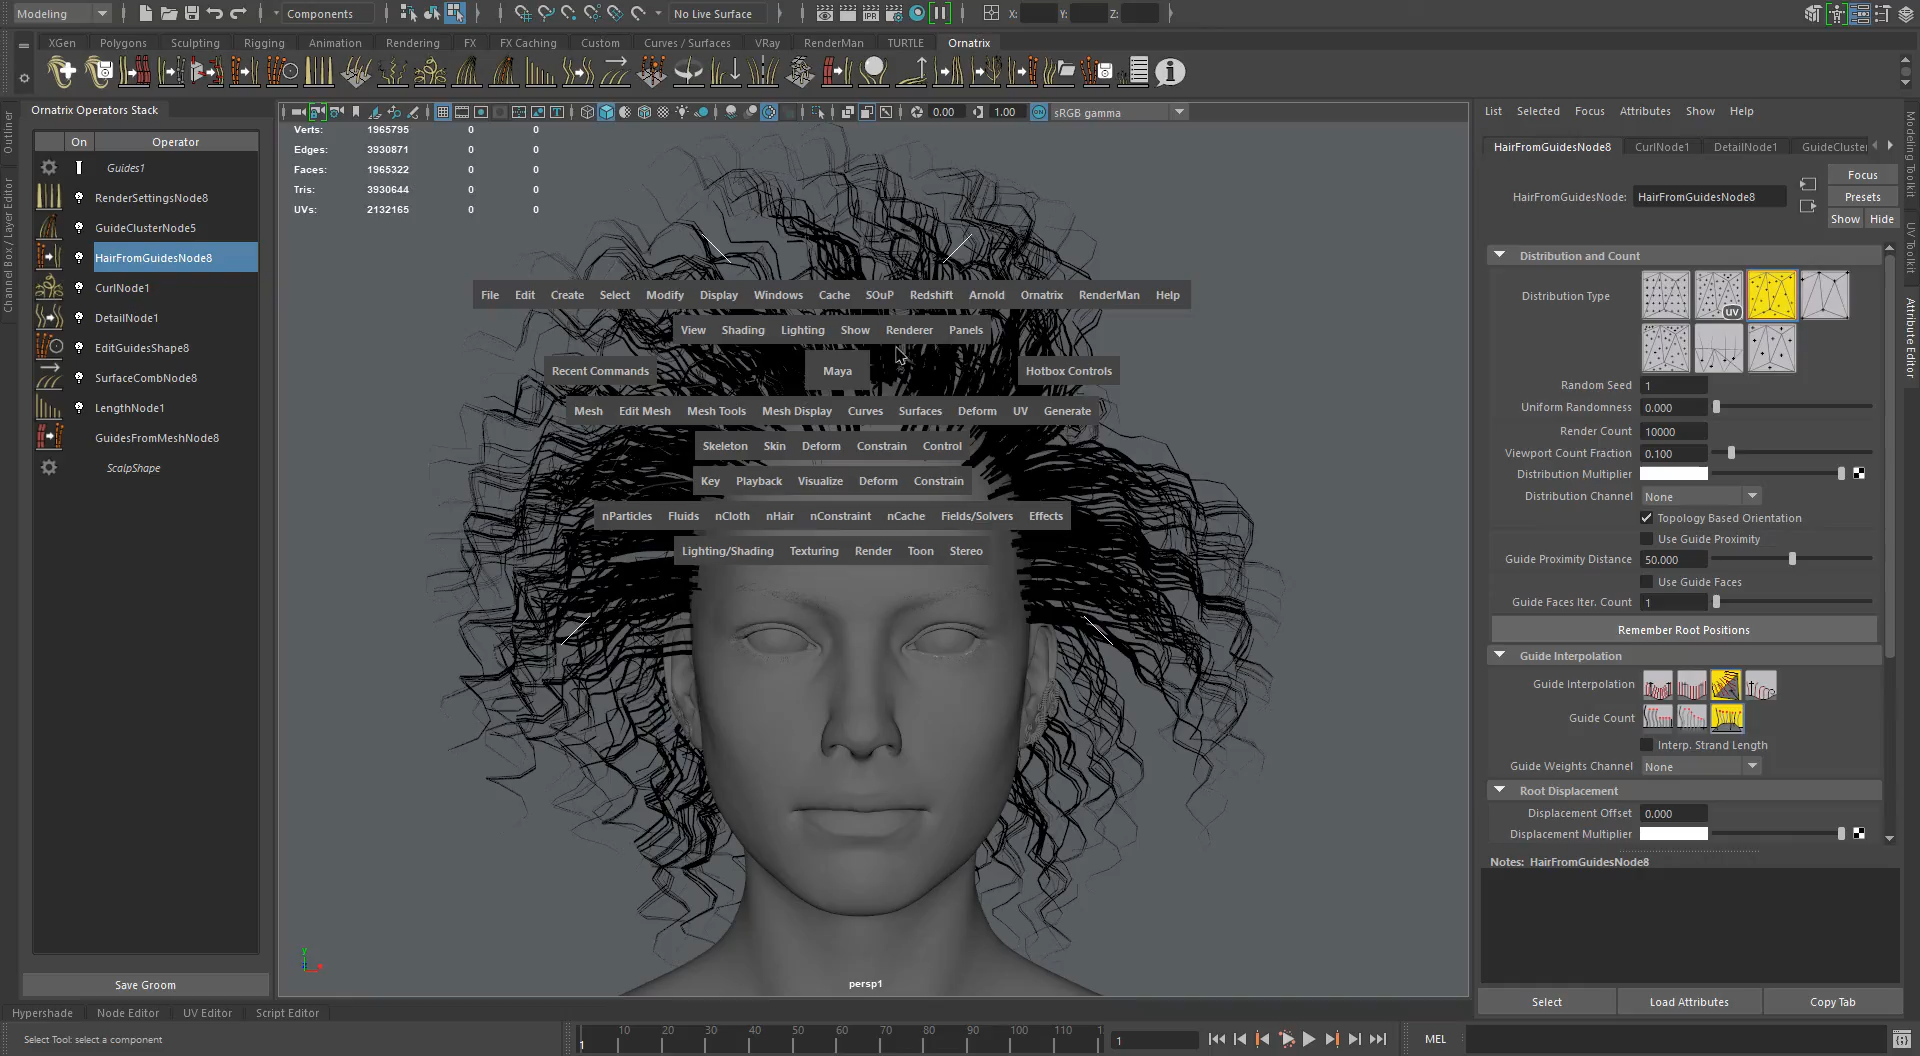 Modeling Components No Live Surface X: Y: Z:
XGen Polygons Sculpting Rigging Animation Rendering FX FX Caching Custom Curves / Surfaces VRay RenderMan TURTLE Ornatrix
Ornatrix Operators Stack
On Operator
Guides1
RenderSettingsNode8
GuideClusterNode5
HairFromGuidesNode8
CurlNode1
DetailNode1
EditGuidesShape8
SurfaceCombNode8
LengthNode1
GuidesFromMeshNode8
ScalpShape
Save Groom
Outliner
Channel Box / Layer Editor
0.00 1.00 ON sRGB gamma
Verts: 1965795 0 0
Edges: 3930871 0 0
Faces: 1965322 0 0
Tris: 3930644 0 0
UVs: 2132165 0 0
File Edit Create Select Modify Display Windows Cache SOuP Redshift Arnold Ornatrix RenderMan Help
View Shading Lighting Show Renderer Panels
Recent Commands Maya Hotbox Controls
Mesh Edit Mesh Mesh Tools Mesh Display Curves Surfaces Deform UV Generate
Skeleton Skin Deform Constrain Control
Key Playback Visualize Deform Constrain
nParticles Fluids nCloth nHair nConstraint nCache Fields/Solvers Effects
Lighting/Shading Texturing Render Toon Stereo
y
persp1
List Selected Focus Attributes Show Help
HairFromGuidesNode8 CurlNode1 DetailNode1 GuideCluster
Focus
HairFromGuidesNode: HairFromGuidesNode8 Presets
Show Hide
Distribution and Count
Distribution Type
UV
Random Seed 1
Uniform Randomness 0.000
Render Count 10000
Viewport Count Fraction 0.100
Distribution Multiplier
Distribution Channel None
Topology Based Orientation
Use Guide Proximity
Guide Proximity Distance 50.000
Use Guide Faces
Guide Faces Iter. Count 1
Remember Root Positions
Guide Interpolation
Guide Interpolation
Guide Count
Interp. Strand Length
Guide Weights Channel None
Root Displacement
Displacement Offset 0.000
Displacement Multiplier
Notes: HairFromGuidesNode8
Select Load Attributes Copy Tab
Modeling Toolkit
UV Toolkit
Attribute Editor
Hypershade Node Editor UV Editor Script Editor
Select Tool: select a component
1 10 20 30 40 50 60 70 80 90 100 110 1
1
MEL